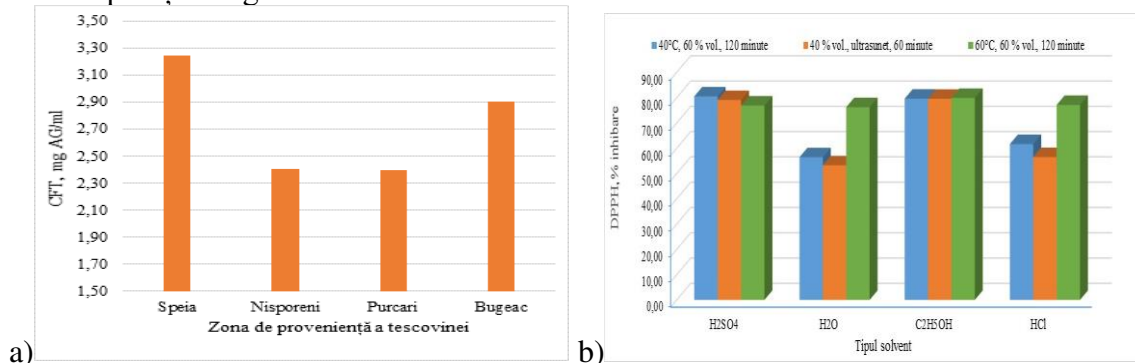 3,50
3,30
3,10
2,90
2,70
2,50
2,30
2,10
1,90
1,70
1,50
CFT, mg AG/ml
Speia Nisporeni Purcari Bugeac
Zona de proveniență a tescovinei
a)
40°C, 60 % vol., 120 minute 40 % vol., ultrasunet, 60 minute 60°C, 60 % vol., 120 minute
90,00
80,00
70,00
60,00
50,00
40,00
30,00
20,00
10,00
0,00
DPPH, % inhibare
H2SO4 H2O C2H5OH HCl
Tipul solvent
b)